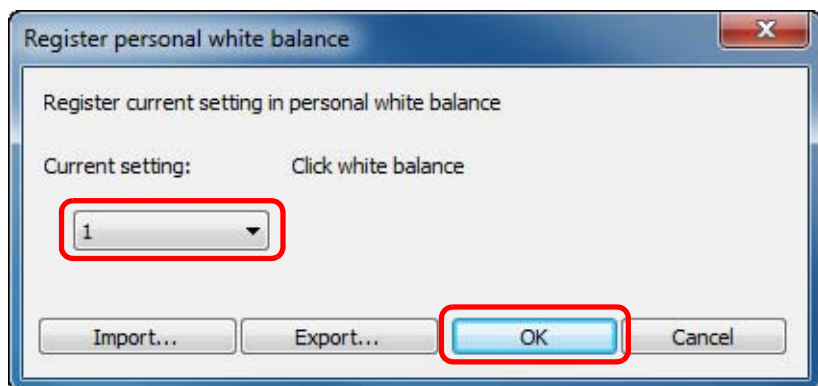 Register personal white balance
Register current setting in personal white balance
Current setting: Click white balance
1
Import... Export... OK Cancel